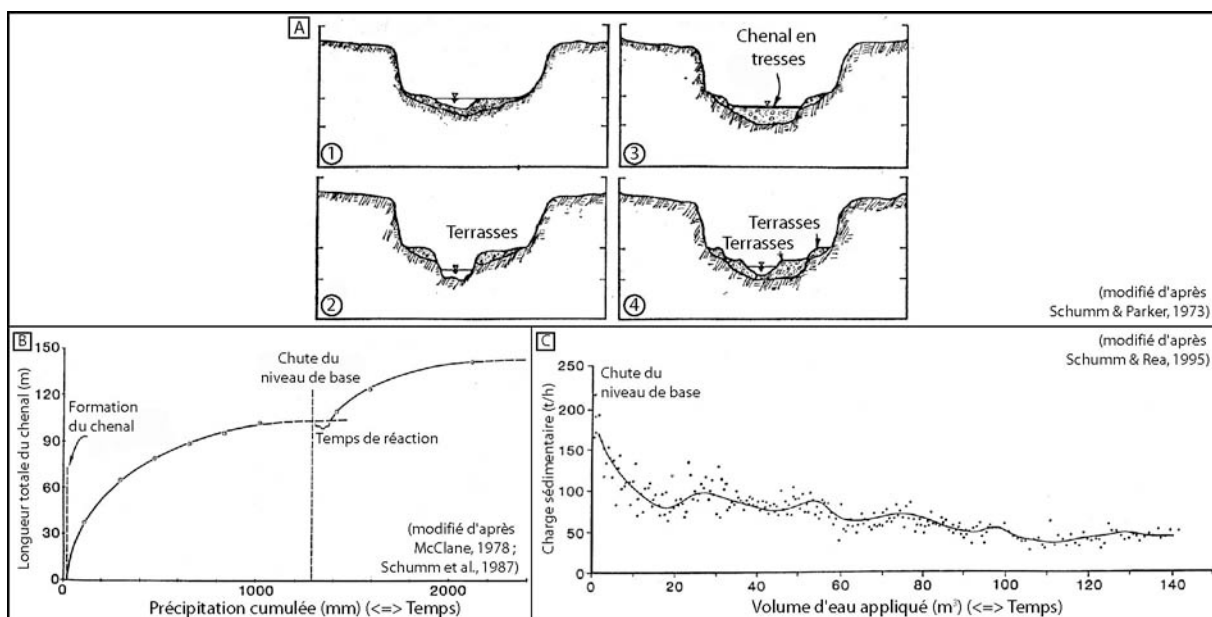 A
1
Chenal en
tresses
3
Terrasses
2
Terrasses
Terrasses
4
(modifié d'après
Schumm & Parker, 1973)
B
Longueur totale du chenal (m)
150
120
90
60
30
0
Formation
du chenal
Chute du
niveau de base
Temps de réaction
(modifié d'après
McClane, 1978 ;
Schumm et al., 1987)
0
1000
2000
Précipitation cumulée (mm) (<=> Temps)
C
(modifié d'après
Schumm & Rea, 1995)
Charge sédimentaire (t/h)
250
200
150
100
50
0
Chute du
niveau de base
0 20 40 60 80 100 120 140
Volume d'eau appliqué (m³) (<=> Temps)